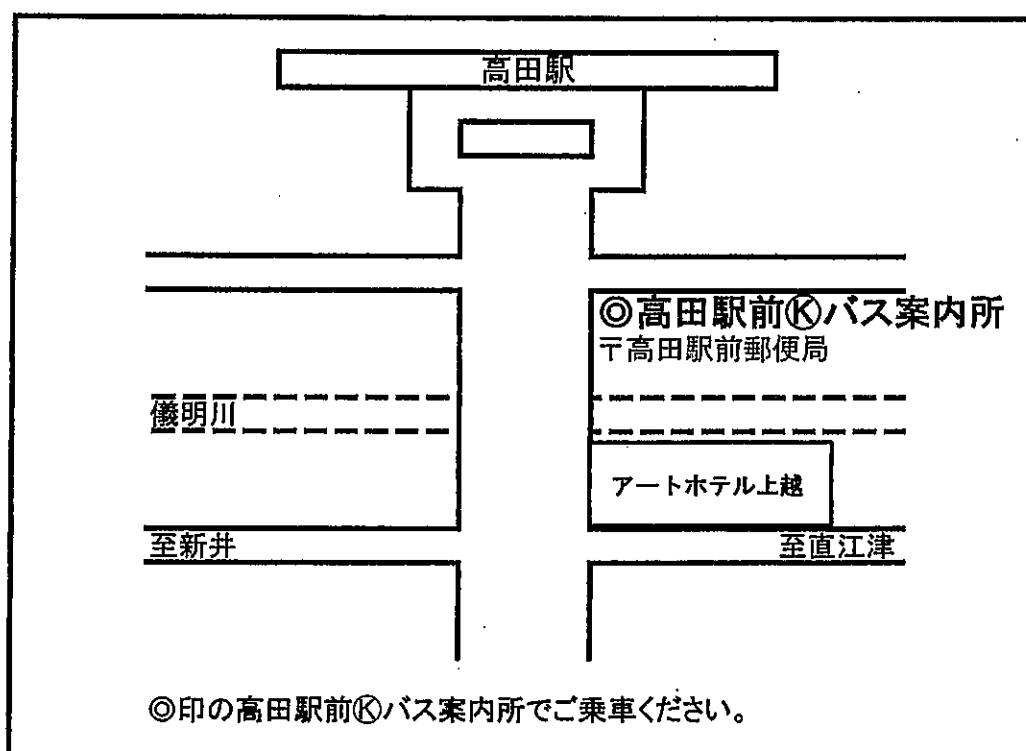 高田駅
◎高田駅前Ⓚバス案内所
〒高田駅前郵便局
儀明川
アートホテル上越
至新井
至直江津
◎印の高田駅前Ⓚバス案内所でご乗車ください。